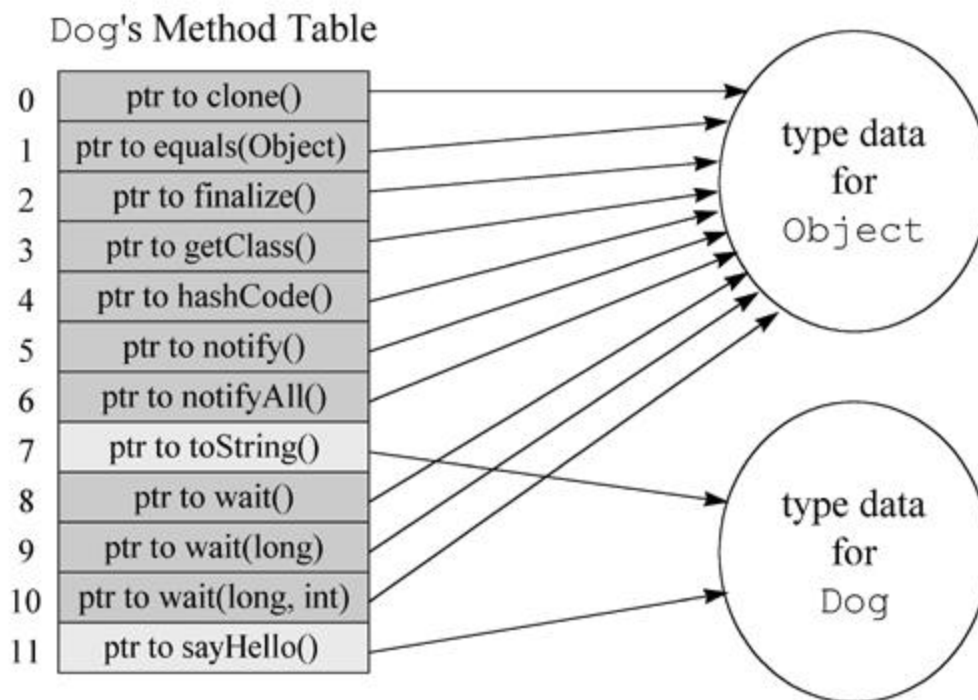 Dog's Method Table
0 ptr to clone()
1 ptr to equals(Object)
2 ptr to finalize()
3 ptr to getClass()
4 ptr to hashCode()
5 ptr to notify()
6 ptr to notifyAll()
7 ptr to toString()
8 ptr to wait()
9 ptr to wait(long)
10 ptr to wait(long, int)
11 ptr to sayHello()
type data
for
Object
type data
for
Dog